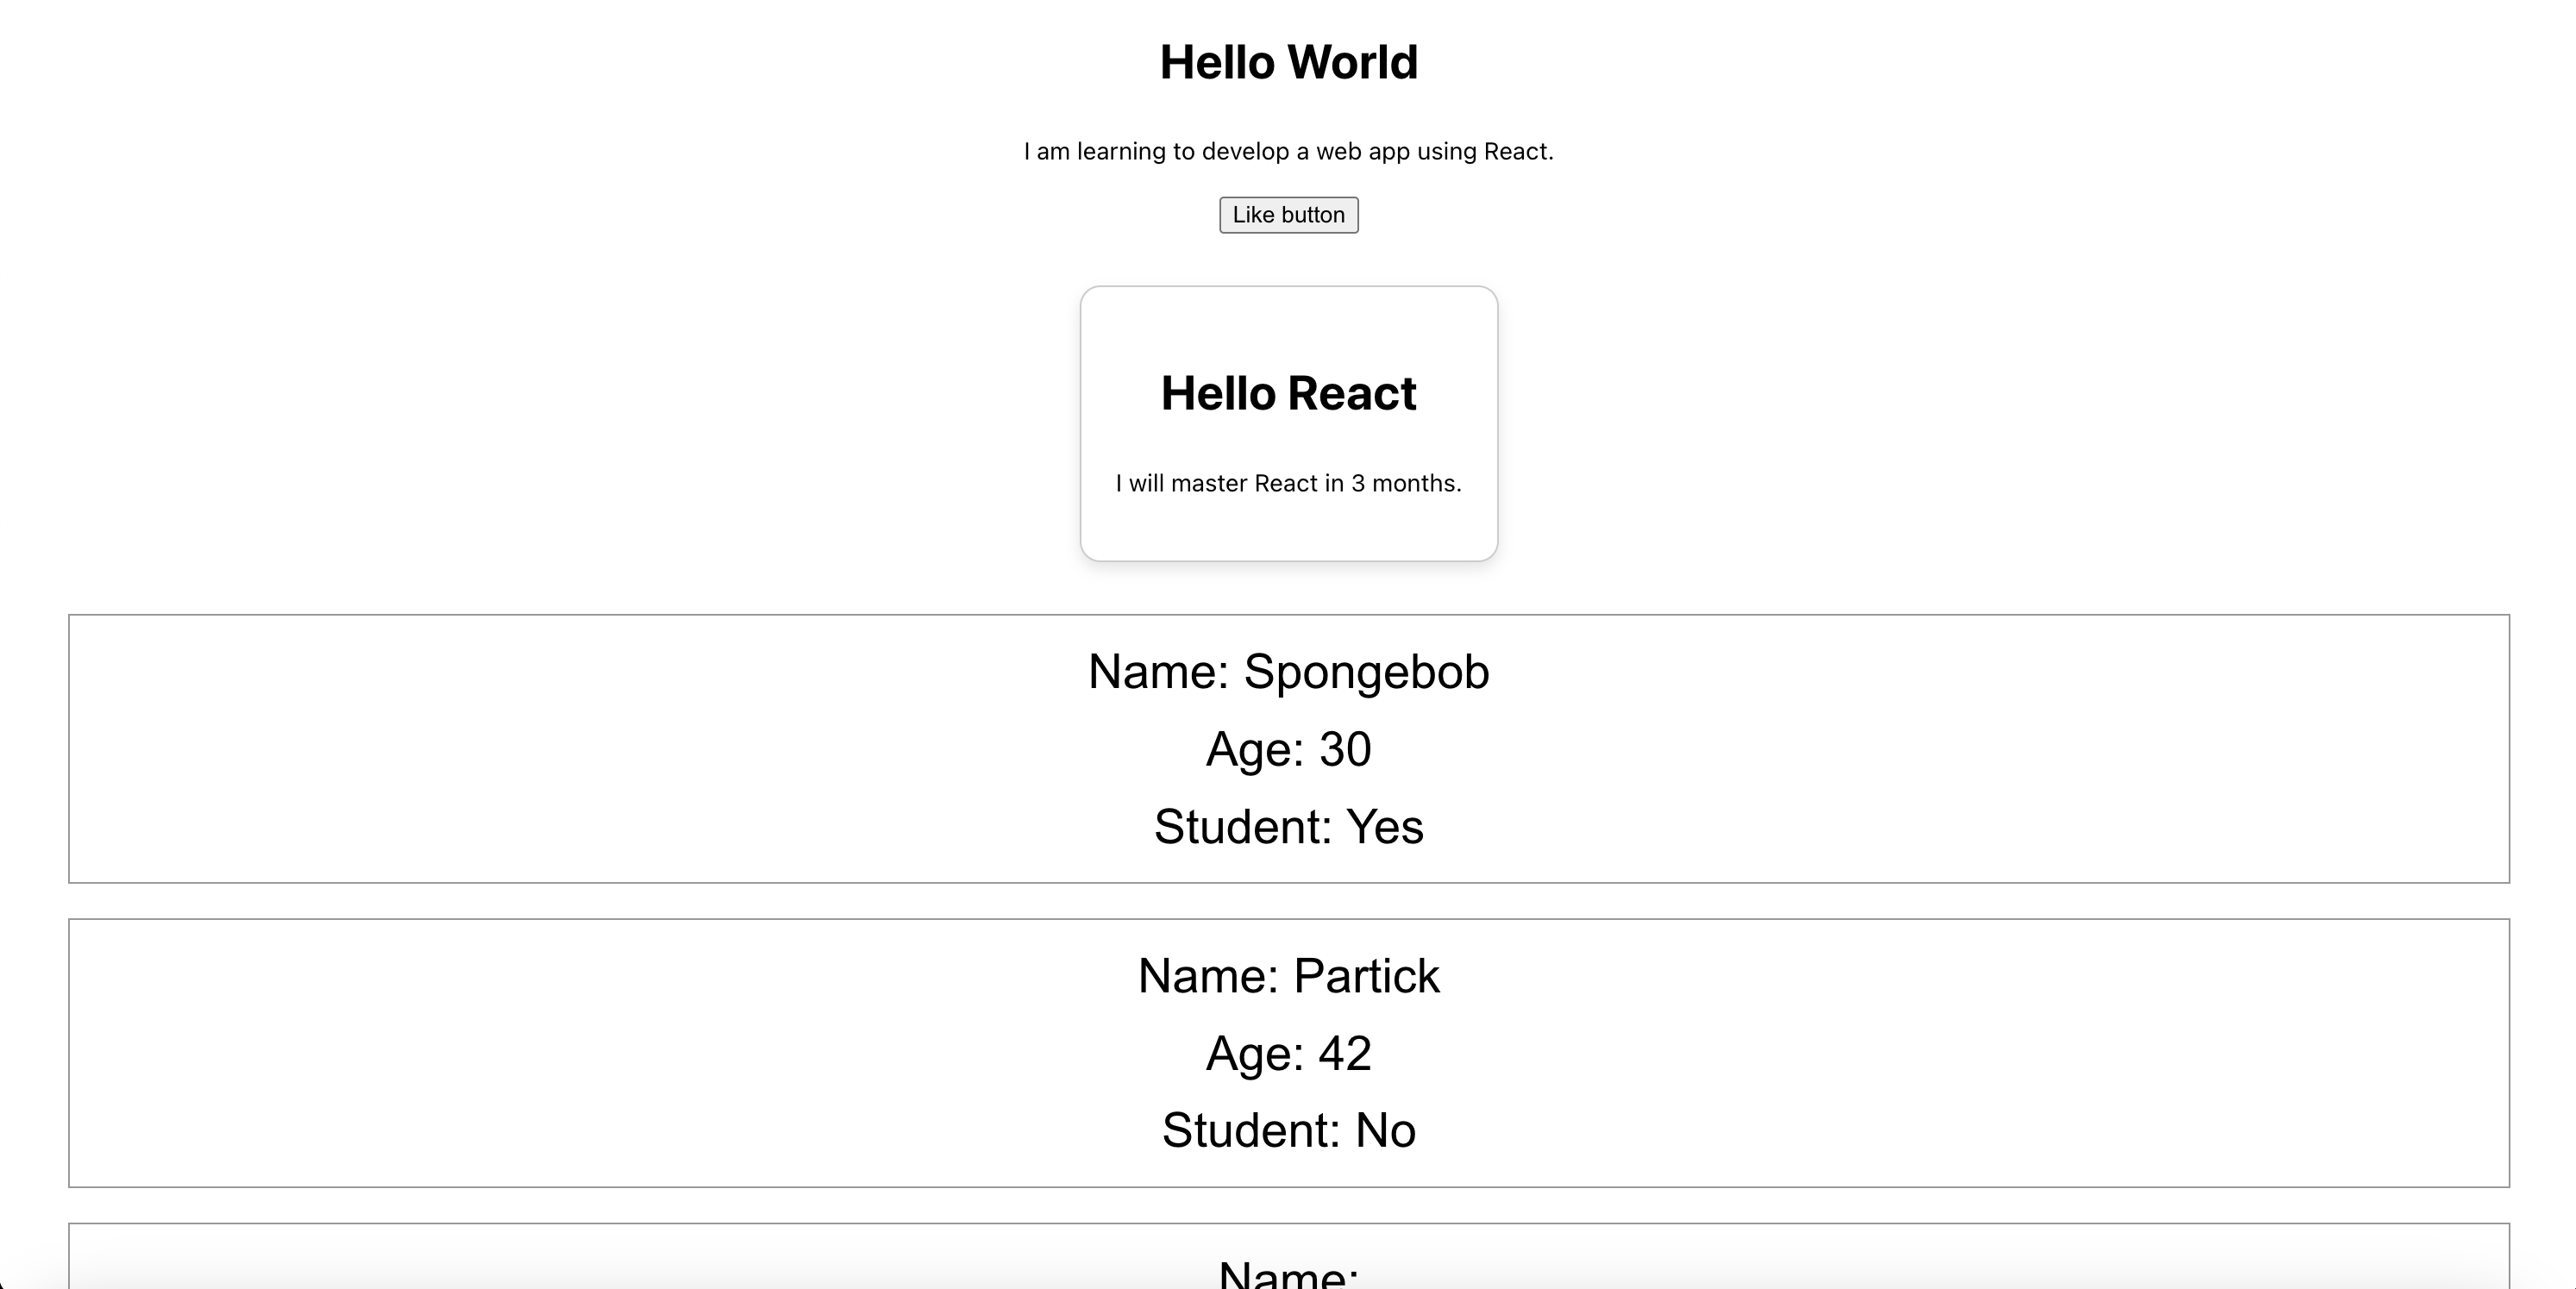 Hello World
I am learning to develop a web app using React.
Like button
Hello React
I will master React in 3 months.
Name: Spongebob
Age: 30
Student: Yes
Name: Partick
Age: 42
Student: No
Name: